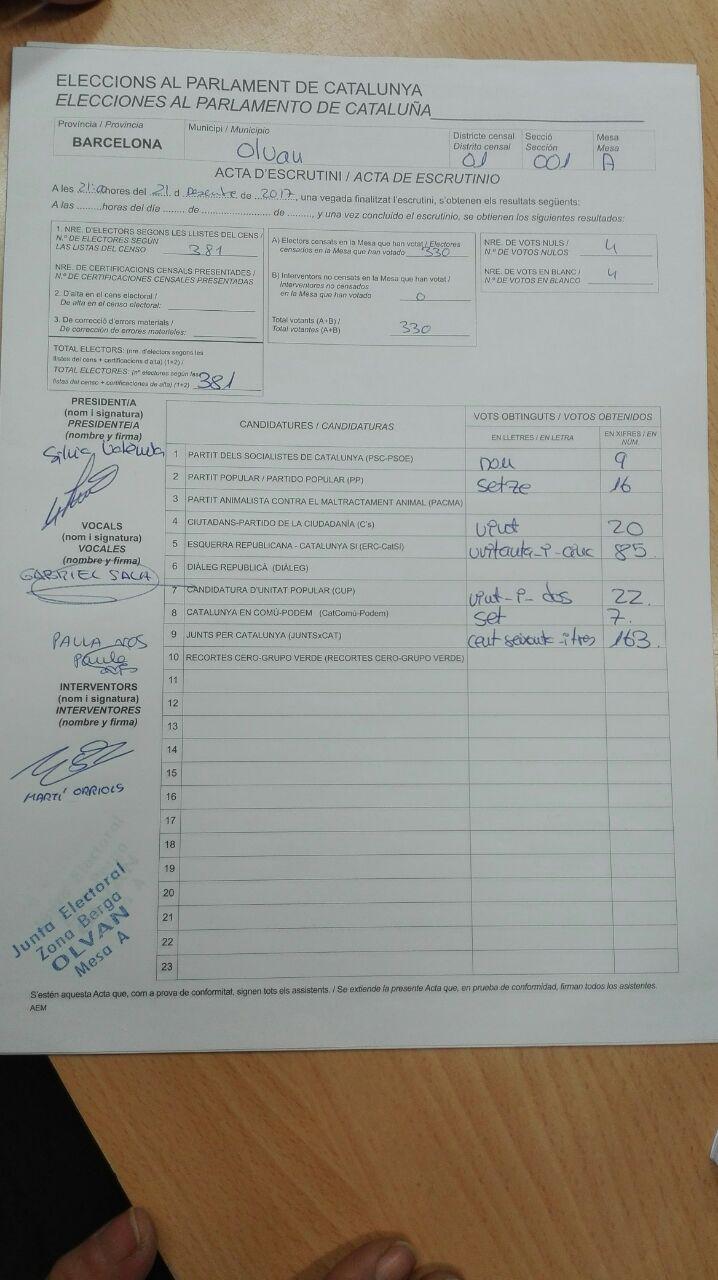 ELECCIONS AL PARLAMENT DE CATALUNYA
ELECCIONES AL PARLAMENTO DE CATALUÑA
Província / Provincia
BARCELONA
Municipi / Municipio
Olvan
Districte censal
Distrito censal
01
Secció
Sección
001
Mesa
Mesa
A
ACTA D'ESCRUTINI / ACTA DE ESCRUTINIO
A les 21:00 hores del 21 d Desembre de 2017, una vegada finalitzat l'escrutini, s'obtenen els resultats següents:
A las .........horas del día ....... de ..................... de ........, y una vez concluido el escrutinio, se obtienen los siguientes resultados:
1. NRE. D'ELECTORS SEGONS LES LLISTES DEL CENS /
N.º DE ELECTORES SEGÚN
LAS LISTAS DEL CENSO 381
NRE. DE CERTIFICACIONS CENSALS PRESENTADES /
N.º DE CERTIFICACIONES CENSALES PRESENTADAS
2. D'alta en el cens electoral /
De alta en el censo electoral:
3. De correcció d'errors materials /
De corrección de errores materiales:
TOTAL ELECTORS: (nre. d'electors segons les
llistes del cens + certificacions d'alta) (1+2) /
TOTAL ELECTORES: (nº electores según las
listas del censo + certificaciones de alta) (1+2) 381
A) Electors censats en la Mesa que han votat / Electores
censados en la Mesa que han votado 330
B) Interventors no censats en la Mesa que han votat /
Interventores no censados
en la Mesa que han votado 0
Total votants (A+B) /
Total votantes (A+B) 330
NRE. DE VOTS NULS /
N.º DE VOTOS NULOS 4
NRE. DE VOTS EN BLANC /
N.º DE VOTOS EN BLANCO 4
PRESIDENT/A
(nom i signatura)
PRESIDENTE/A
(nombre y firma)
Silvia
VOCALS
(nom i signatura)
VOCALES
(nombre y firma)
GABRIEL SALA
PAULA
Paula
INTERVENTORS
(nom i signatura)
INTERVENTORES
(nombre y firma)
MARTÍ ORRIOLS
CANDIDATURES / CANDIDATURAS
VOTS OBTINGUTS / VOTOS OBTENIDOS
EN LLETRES / EN LETRA
EN XIFRES / EN NÚM.
1 PARTIT DELS SOCIALISTES DE CATALUNYA (PSC-PSOE) nou 9
2 PARTIT POPULAR / PARTIDO POPULAR (PP) setze 16
3 PARTIT ANIMALISTA CONTRA EL MALTRACTAMENT ANIMAL (PACMA)
4 CIUTADANS-PARTIDO DE LA CIUDADANÍA (C's) vint 20
5 ESQUERRA REPUBLICANA - CATALUNYA SÍ (ERC-CatSÍ) vuitanta-i-cinc 85
6 DIÀLEG REPUBLICÀ (DIÀLEG)
7 CANDIDATURA D'UNITAT POPULAR (CUP) vint-i-dos 22
8 CATALUNYA EN COMÚ-PODEM (CatComú-Podem) set 7
9 JUNTS PER CATALUNYA (JUNTSxCAT) cent seixanta-i-tres 163
10 RECORTES CERO-GRUPO VERDE (RECORTES CERO-GRUPO VERDE)
11
12
13
14
15
16
17
18
19
20
21
22
23
Junta Electoral
Zona Berga
OLVAN
Mesa A
S'estén aquesta Acta que, com a prova de conformitat, signen tots els assistents. / Se extiende la presente Acta que, en prueba de conformidad, firman todos los asistentes.
AEM